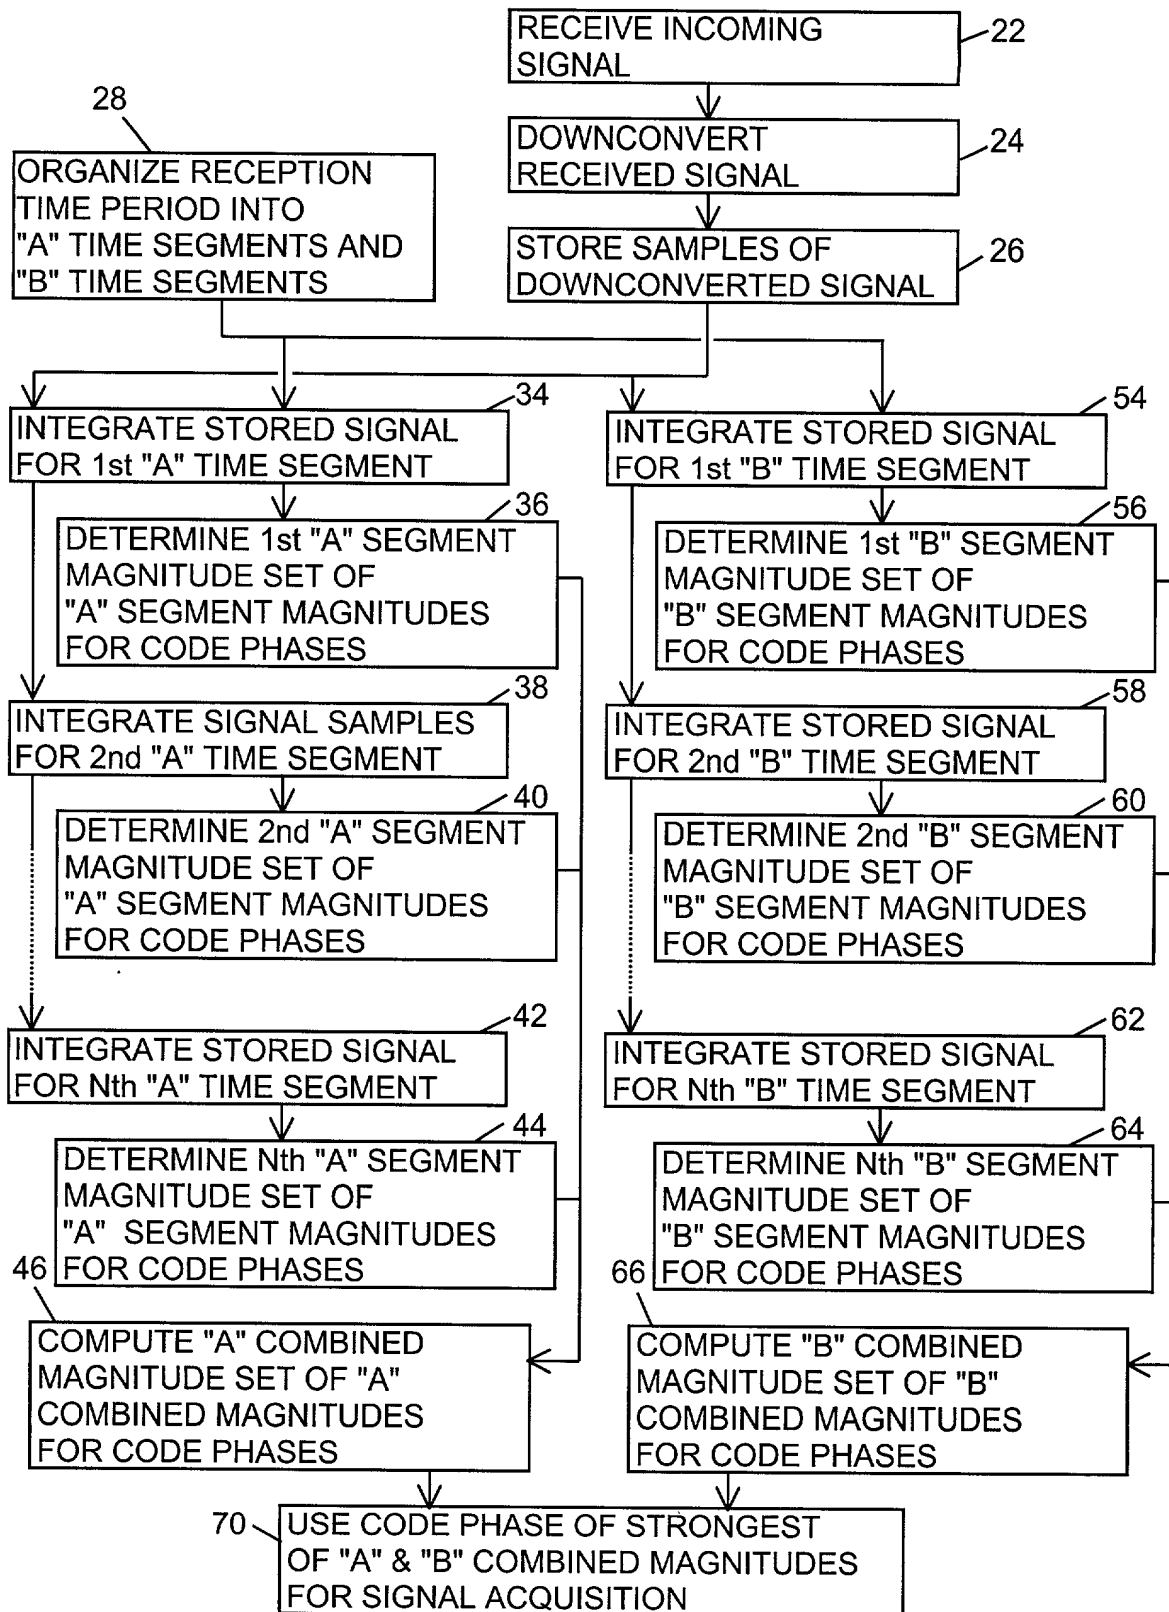 RECEIVE INCOMING
SIGNAL
22
28
DOWNCONVERT
RECEIVED SIGNAL
24
ORGANIZE RECEPTION
TIME PERIOD INTO
"A" TIME SEGMENTS AND
"B" TIME SEGMENTS
STORE SAMPLES OF
DOWNCONVERTED SIGNAL
26
34
INTEGRATE STORED SIGNAL
FOR 1st "A" TIME SEGMENT
54
INTEGRATE STORED SIGNAL
FOR 1st "B" TIME SEGMENT
36
DETERMINE 1st "A" SEGMENT
MAGNITUDE SET OF
"A" SEGMENT MAGNITUDES
FOR CODE PHASES
56
DETERMINE 1st "B" SEGMENT
MAGNITUDE SET OF
"B" SEGMENT MAGNITUDES
FOR CODE PHASES
38
INTEGRATE SIGNAL SAMPLES
FOR 2nd "A" TIME SEGMENT
58
INTEGRATE STORED SIGNAL
FOR 2nd "B" TIME SEGMENT
40
DETERMINE 2nd "A" SEGMENT
MAGNITUDE SET OF
"A" SEGMENT MAGNITUDES
FOR CODE PHASES
60
DETERMINE 2nd "B" SEGMENT
MAGNITUDE SET OF
"B" SEGMENT MAGNITUDES
FOR CODE PHASES
42
INTEGRATE STORED SIGNAL
FOR Nth "A" TIME SEGMENT
62
INTEGRATE STORED SIGNAL
FOR Nth "B" TIME SEGMENT
44
DETERMINE Nth "A" SEGMENT
MAGNITUDE SET OF
"A" SEGMENT MAGNITUDES
FOR CODE PHASES
64
DETERMINE Nth "B" SEGMENT
MAGNITUDE SET OF
"B" SEGMENT MAGNITUDES
FOR CODE PHASES
46
COMPUTE "A" COMBINED
MAGNITUDE SET OF "A"
COMBINED MAGNITUDES
FOR CODE PHASES
66
COMPUTE "B" COMBINED
MAGNITUDE SET OF "B"
COMBINED MAGNITUDES
FOR CODE PHASES
70
USE CODE PHASE OF STRONGEST
OF "A" & "B" COMBINED MAGNITUDES
FOR SIGNAL ACQUISITION